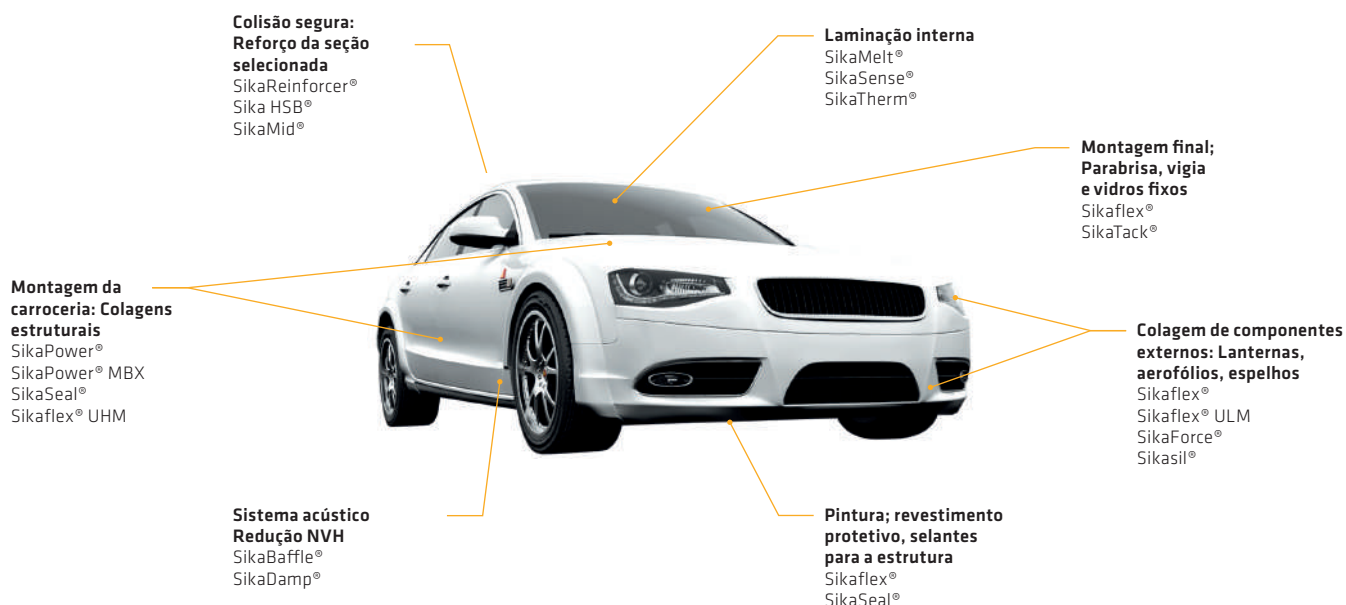 Colisão segura:
Reforço da seção
selecionada
SikaReinforcer®
Sika HSB®
SikaMid®
Laminação interna
SikaMelt®
SikaSense®
SikaTherm®
Montagem final;
Parabrisa, vigia
e vidros fixos
Sikaflex®
SikaTack®
Montagem da
carroceria: Colagens
estruturais
SikaPower®
SikaPower® MBX
SikaSeal®
Sikaflex® UHM
Colagem de componentes
externos: Lanternas,
aerofólios, espelhos
Sikaflex®
Sikaflex® ULM
SikaForce®
Sikasil®
Sistema acústico
Redução NVH
SikaBaffle®
SikaDamp®
Pintura; revestimento
protetivo, selantes
para a estrutura
Sikaflex®
SikaSeal®